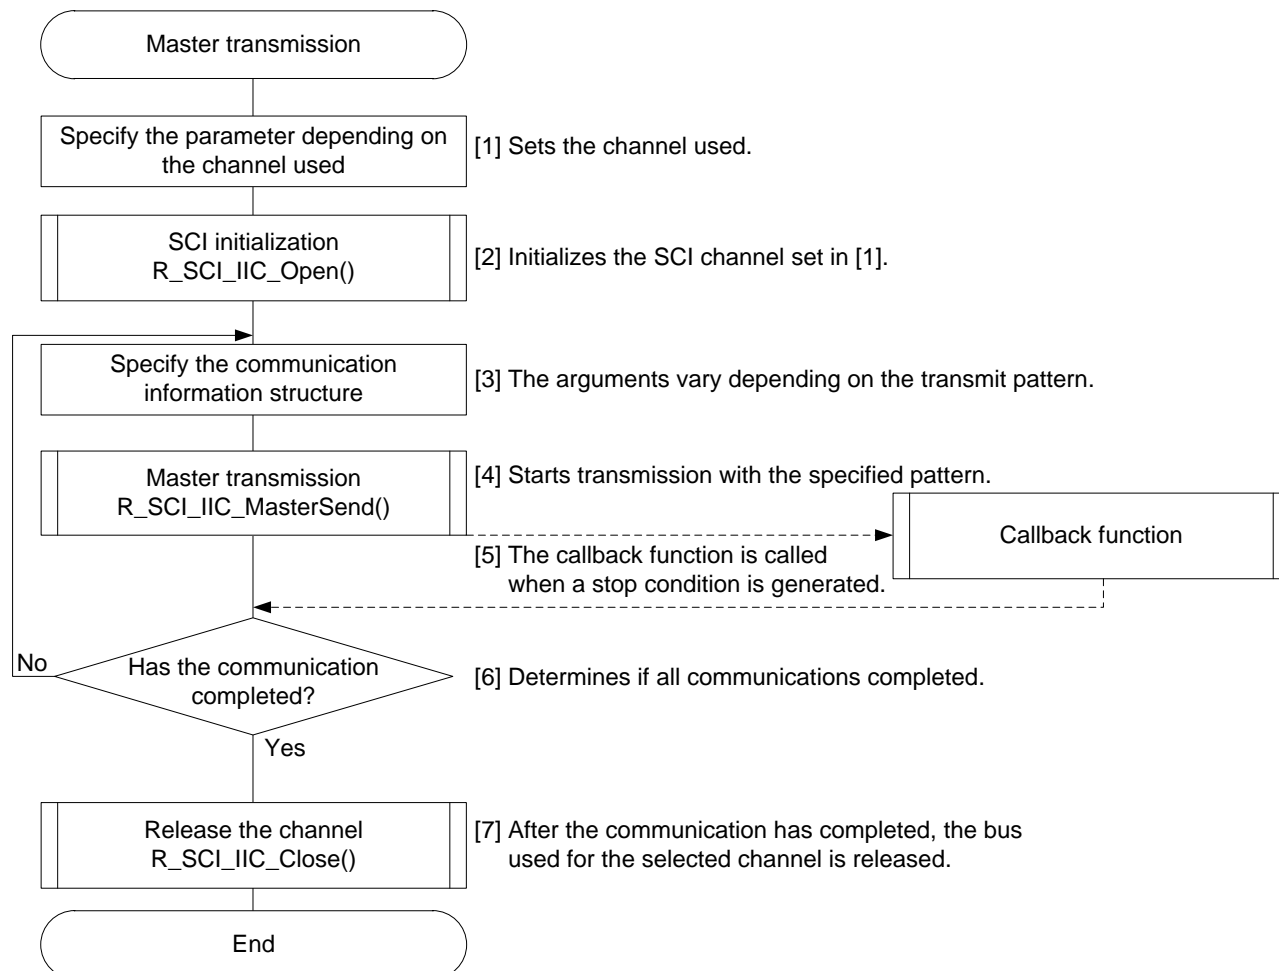 Master transmission
Specify the parameter depending on
the channel used
[1] Sets the channel used.
SCI initialization
R_SCI_IIC_Open()
[2] Initializes the SCI channel set in [1].
Specify the communication
information structure
[3] The arguments vary depending on the transmit pattern.
Master transmission
R_SCI_IIC_MasterSend()
[4] Starts transmission with the specified pattern.
Callback function
[5] The callback function is called
when a stop condition is generated.
No
Has the communication
completed?
[6] Determines if all communications completed.
Yes
Release the channel
R_SCI_IIC_Close()
[7] After the communication has completed, the bus
used for the selected channel is released.
End